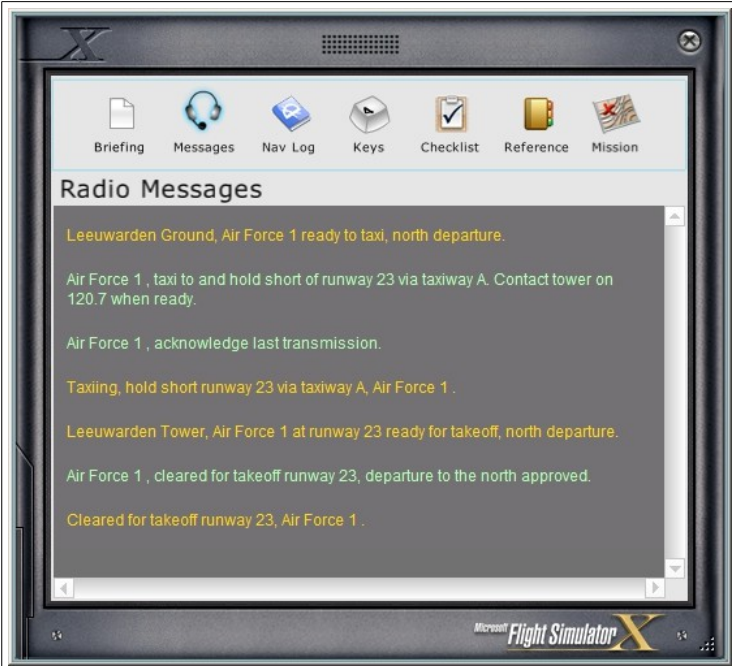 X
Briefing Messages Nav Log Keys Checklist Reference Mission
Radio Messages
Leeuwarden Ground, Air Force 1 ready to taxi, north departure.
Air Force 1 , taxi to and hold short of runway 23 via taxiway A. Contact tower on
120.7 when ready.
Air Force 1 , acknowledge last transmission.
Taxiing, hold short runway 23 via taxiway A, Air Force 1 .
Leeuwarden Tower, Air Force 1 at runway 23 ready for takeoff, north departure.
Air Force 1 , cleared for takeoff runway 23, departure to the north approved.
Cleared for takeoff runway 23, Air Force 1 .
Microsoft Flight Simulator X